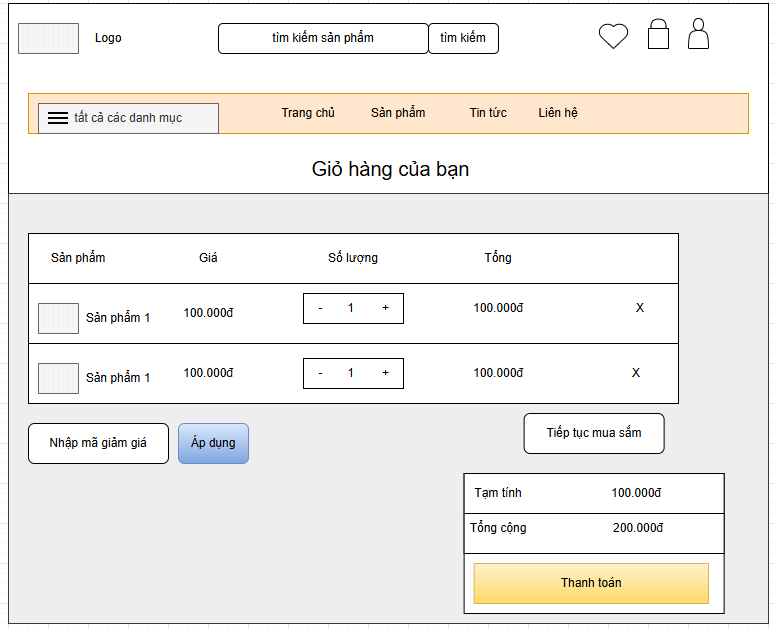 Logo
tìm kiếm sản phẩm
tìm kiếm
tất cả các danh mục
Trang chủ
Sản phẩm
Tin tức
Liên hệ
Giỏ hàng của bạn
Sản phẩm
Giá
Số lượng
Tổng
Sản phẩm 1
100.000đ
- 1 +
100.000đ
X
Sản phẩm 1
100.000đ
- 1 +
100.000đ
X
Nhập mã giảm giá
Áp dụng
Tiếp tục mua sắm
Tạm tính
100.000đ
Tổng cộng
200.000đ
Thanh toán